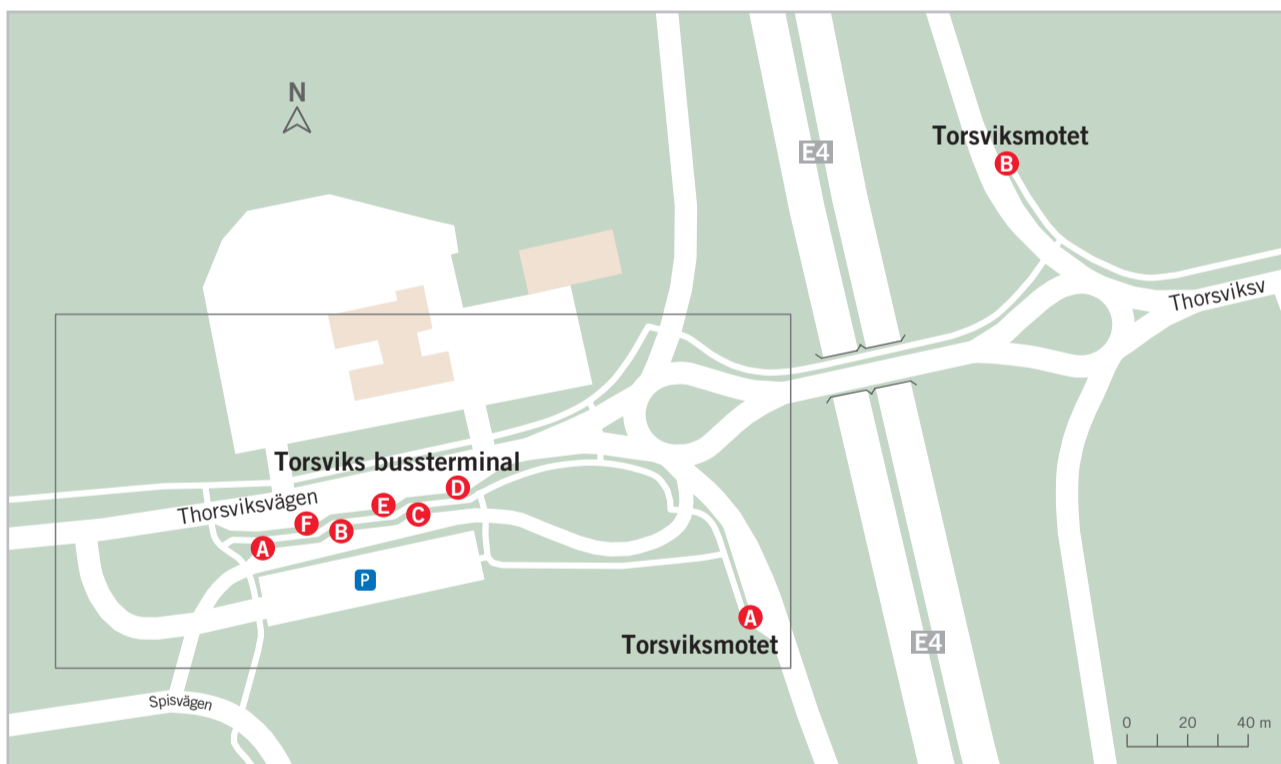 N
E4
Torsviksmotet
B
Thorsviksv
Torsviks bussterminal
Thorsviksvägen
A
F
B
E
C
D
P
A
Torsviksmotet
E4
Spisvägen
0 20 40 m